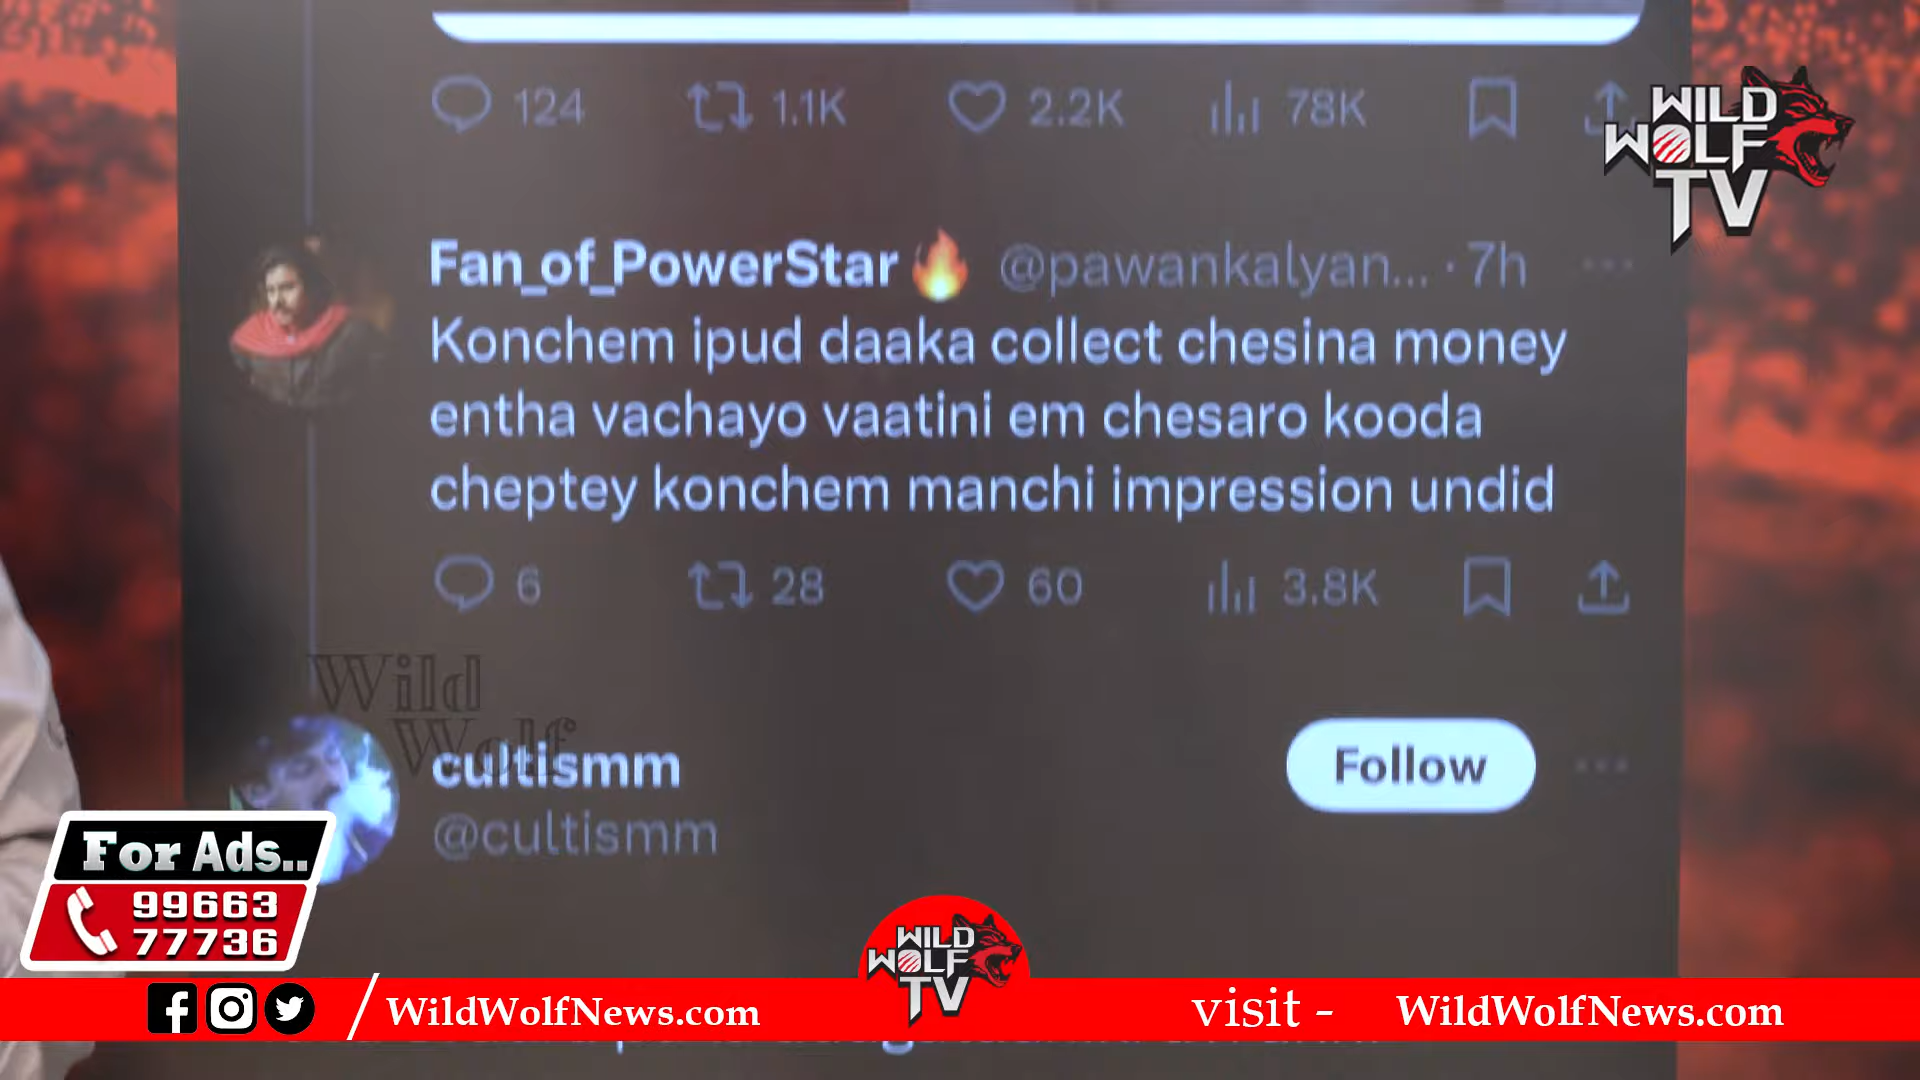 124 1.1K 2.2K 78K
WILD
WOLF
TV
Fan_of_PowerStar🔥 @pawankalyan... · 7h
Konchem ipud daaka collect chesina money
entha vachayo vaatini em chesaro kooda
cheptey konchem manchi impression undid
6 28 60 3.8K
Wild
Wolf
cultismm
Follow
@cultismm
For Ads..
99663
77736
WILD
WOLF
TV
WildWolfNews.com
visit - WildWolfNews.com